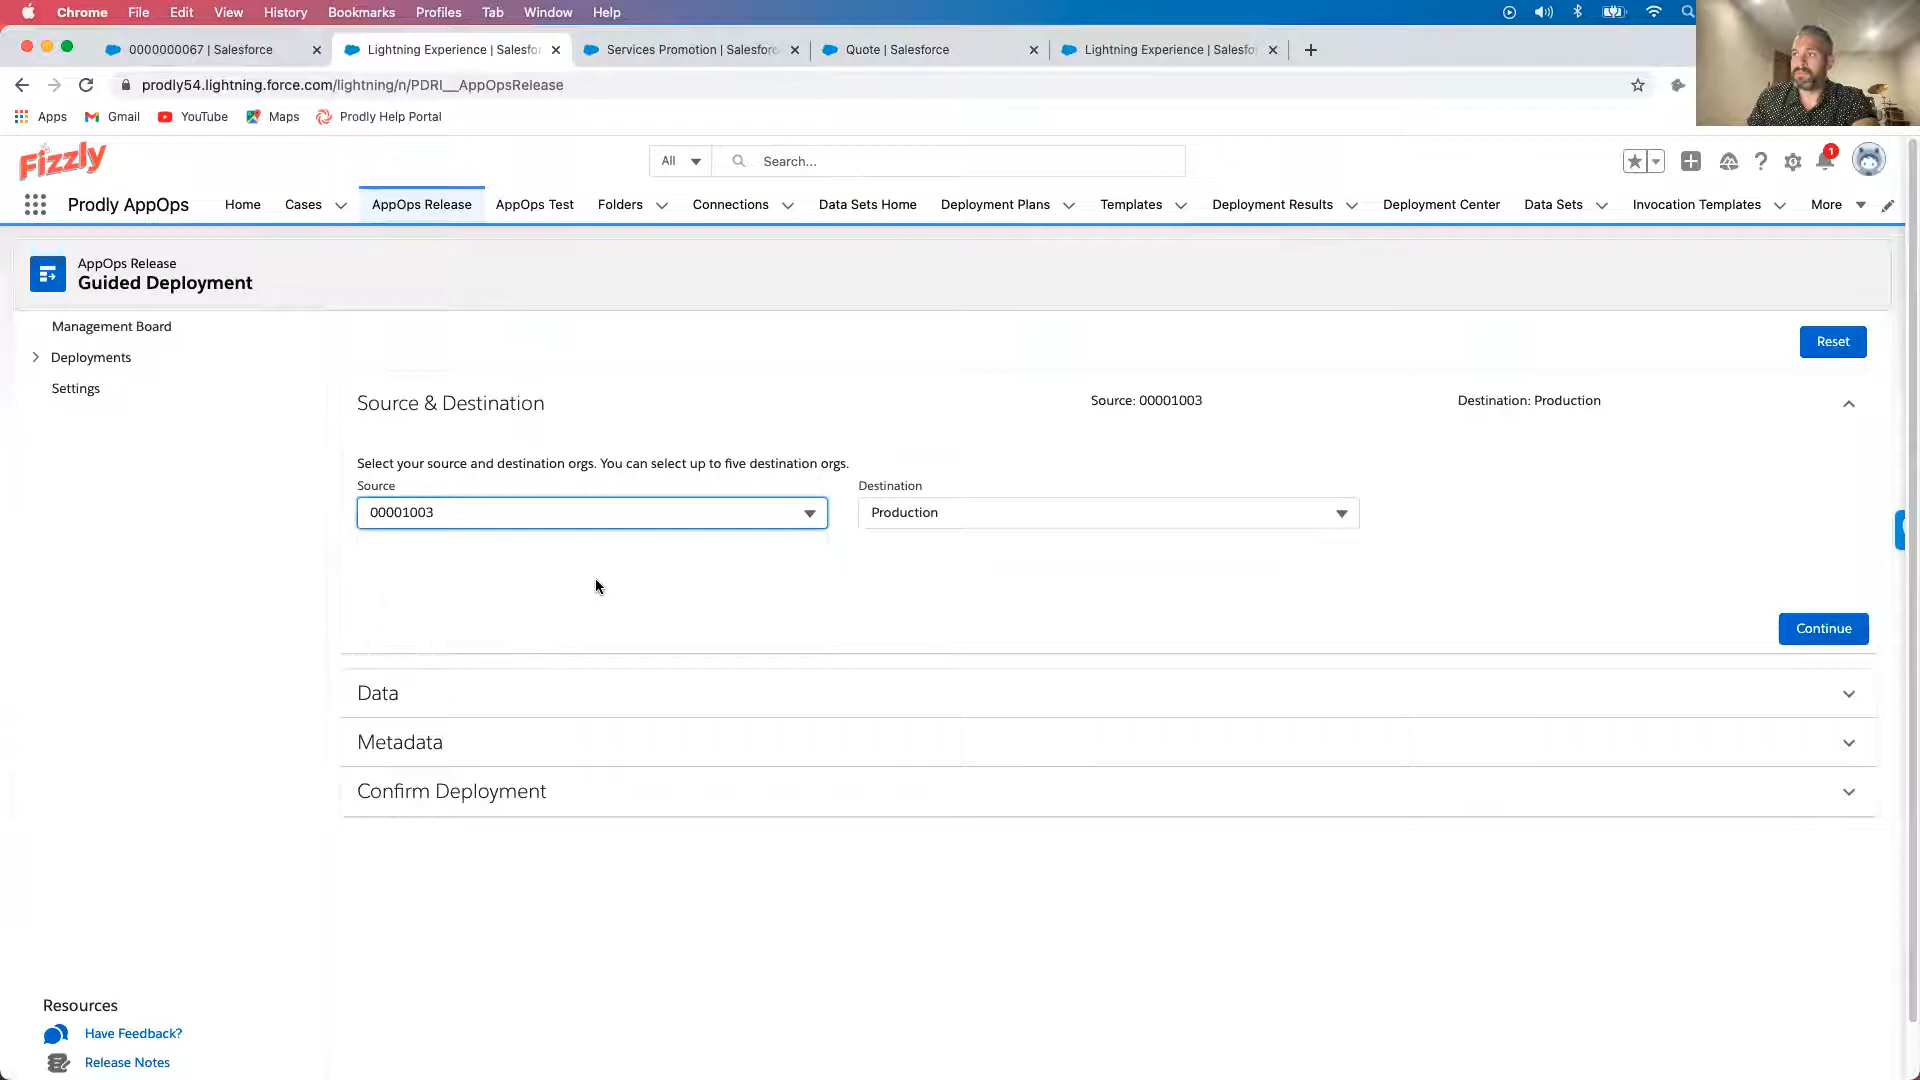 Chrome File Edit View History Bookmarks Profiles Tab Window Help
0000000067 | Salesforce
Lightning Experience | Salesfor
Services Promotion | Salesforc
Quote | Salesforce
Lightning Experience | Salesfo
prodly54.lightning.force.com/lightning/n/PDRI__AppOpsRelease
Apps Gmail YouTube Maps Prodly Help Portal
Fizzly
All Search...
1
Prodly AppOps Home Cases AppOps Release AppOps Test Folders Connections Data Sets Home Deployment Plans Templates Deployment Results Deployment Center Data Sets Invocation Templates More
AppOps Release
Guided Deployment
Management Board
Deployments
Settings
Reset
Source & Destination Source: 00001003 Destination: Production
Select your source and destination orgs. You can select up to five destination orgs.
Source Destination
00001003 Production
Continue
Data
Metadata
Confirm Deployment
Resources
Have Feedback?
Release Notes